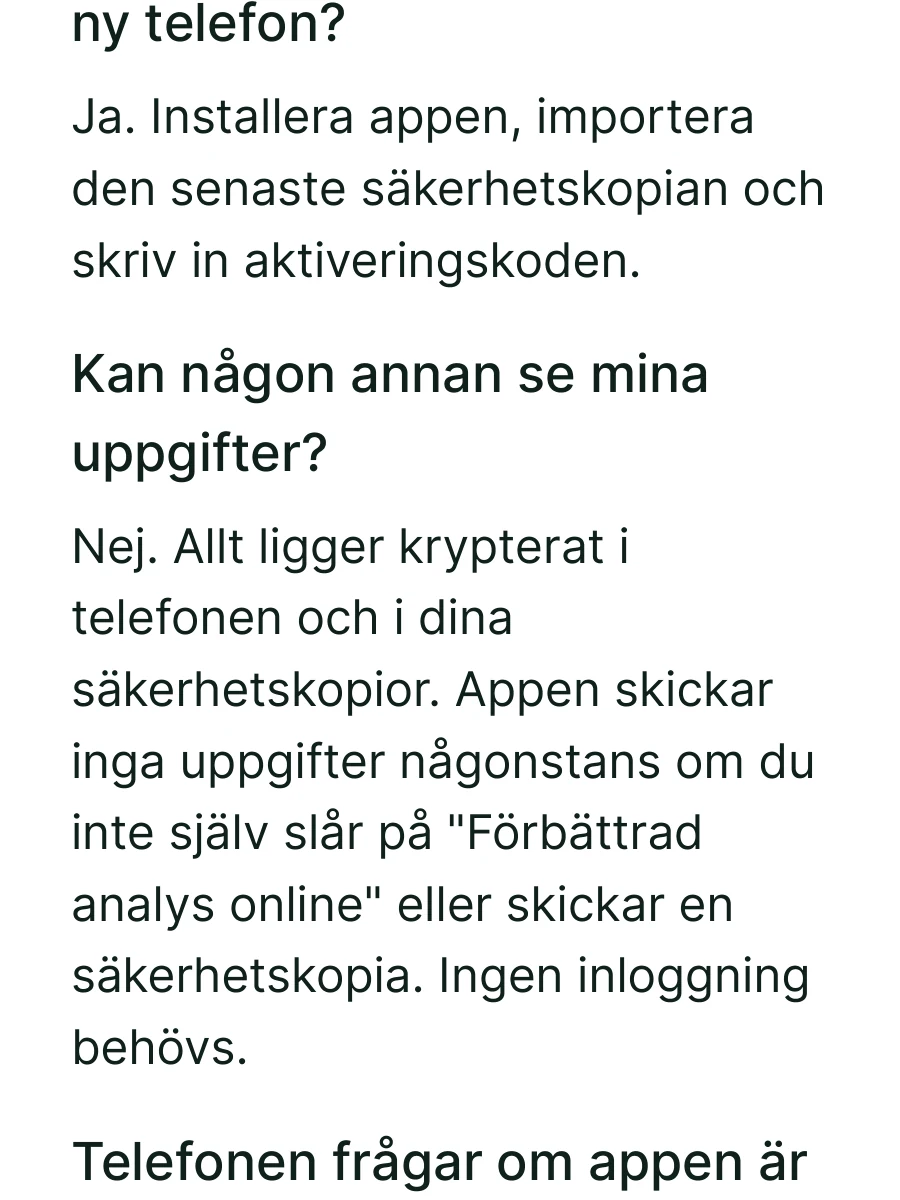 ny telefon?
Ja. Installera appen, importera
den senaste säkerhetskopian och
skriv in aktiveringskoden.
Kan någon annan se mina
uppgifter?
Nej. Allt ligger krypterat i
telefonen och i dina
säkerhetskopior. Appen skickar
inga uppgifter någonstans om du
inte själv slår på "Förbättrad
analys online" eller skickar en
säkerhetskopia. Ingen inloggning
behövs.
Telefonen frågar om appen är